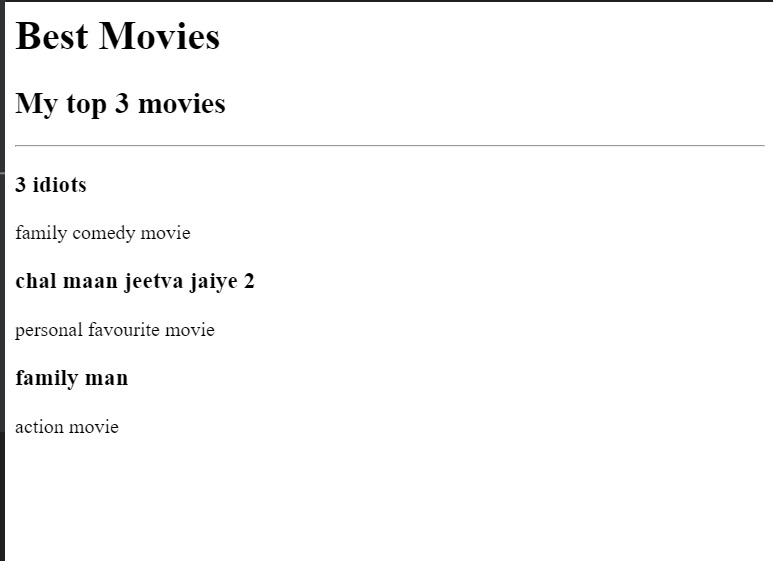 Best Movies
My top 3 movies
3 idiots
family comedy movie
chal maan jeetva jaiye 2
personal favourite movie
family man
action movie